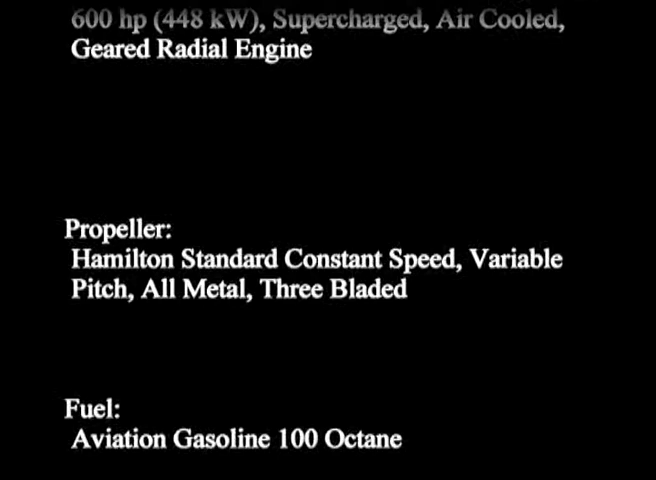 600 hp (448 kW), Supercharged, Air Cooled,
Geared Radial Engine
Propeller:
Hamilton Standard Constant Speed, Variable
Pitch, All Metal, Three Bladed
Fuel:
Aviation Gasoline 100 Octane